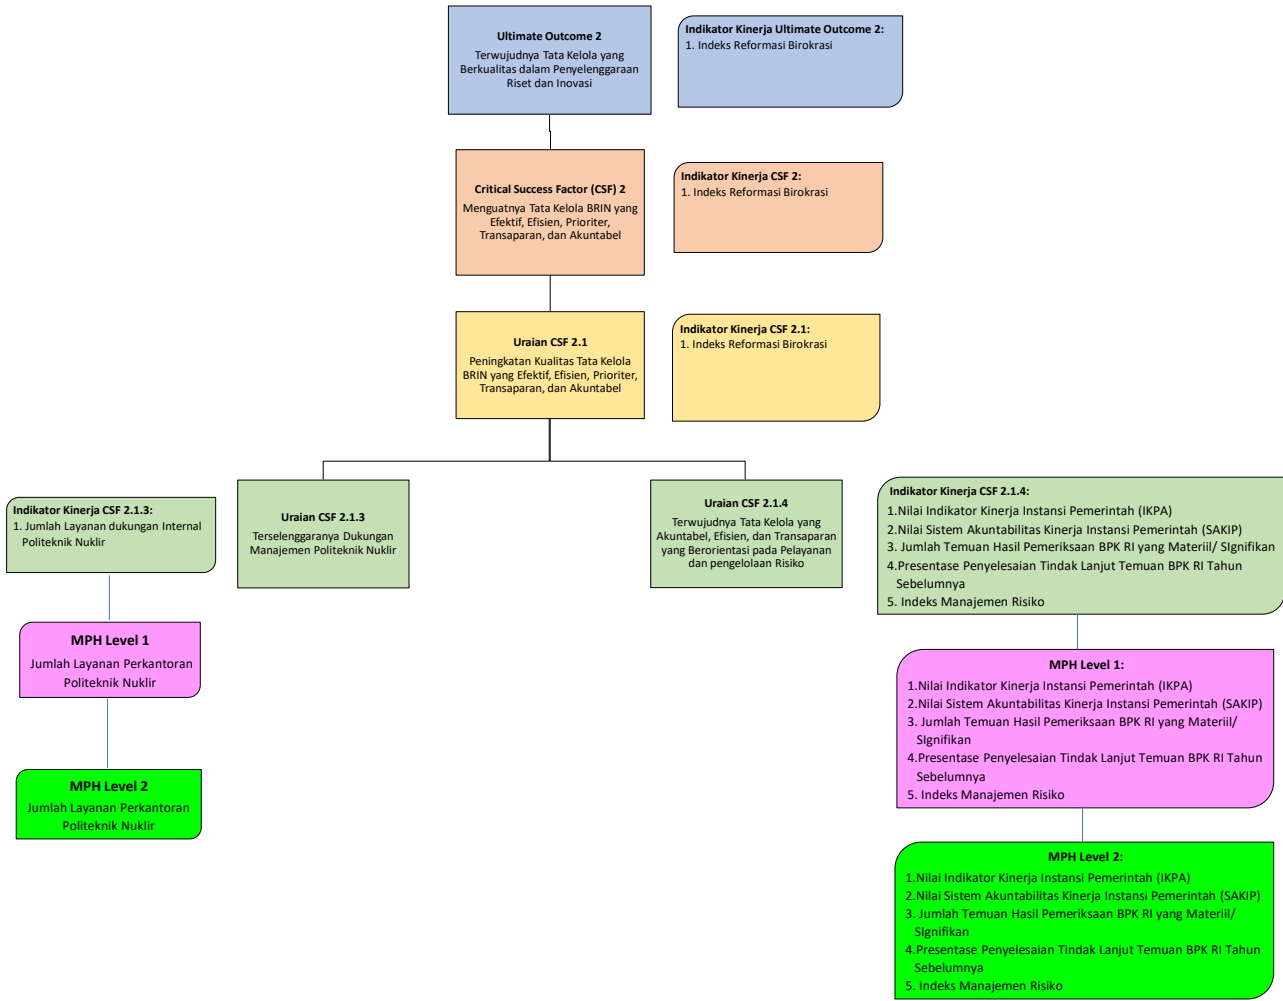 Ultimate Outcome 2
Terwujudnya Tata Kelola yang
Berkualitas dalam Penyelenggaraan
Riset dan Inovasi
Indikator Kinerja Ultimate Outcome 2:
1. Indeks Reformasi Birokrasi
Critical Success Factor (CSF) 2
Menguatnya Tata Kelola BRIN yang
Efektif, Efisien, Prioriter,
Transaparan, dan Akuntabel
Indikator Kinerja CSF 2:
1. Indeks Reformasi Birokrasi
Uraian CSF 2.1
Peningkatan Kualitas Tata Kelola
BRIN yang Efektif, Efisien, Prioriter,
Transaparan, dan Akuntabel
Indikator Kinerja CSF 2.1:
1. Indeks Reformasi Birokrasi
Indikator Kinerja CSF 2.1.3:
1. Jumlah Layanan dukungan Internal
Politeknik Nuklir
Uraian CSF 2.1.3
Terselenggaranya Dukungan
Manajemen Politeknik Nuklir
Uraian CSF 2.1.4
Terwujudnya Tata Kelola yang
Akuntabel, Efisien, dan Transaparan
yang Berorientasi pada Pelayanan
dan pengelolaan Risiko
Indikator Kinerja CSF 2.1.4:
1.Nilai Indikator Kinerja Instansi Pemerintah (IKPA)
2.Nilai Sistem Akuntabilitas Kinerja Instansi Pemerintah (SAKIP)
3. Jumlah Temuan Hasil Pemeriksaan BPK RI yang Materiil/ SIgnifikan
4.Presentase Penyelesaian Tindak Lanjut Temuan BPK RI Tahun
Sebelumnya
5. Indeks Manajemen Risiko
MPH Level 1
Jumlah Layanan Perkantoran
Politeknik Nuklir
MPH Level 2
Jumlah Layanan Perkantoran
Politeknik Nuklir
MPH Level 1:
1.Nilai Indikator Kinerja Instansi Pemerintah (IKPA)
2.Nilai Sistem Akuntabilitas Kinerja Instansi Pemerintah (SAKIP)
3. Jumlah Temuan Hasil Pemeriksaan BPK RI yang Materiil/
SIgnifikan
4.Presentase Penyelesaian Tindak Lanjut Temuan BPK RI Tahun
Sebelumnya
5. Indeks Manajemen Risiko
MPH Level 2:
1.Nilai Indikator Kinerja Instansi Pemerintah (IKPA)
2.Nilai Sistem Akuntabilitas Kinerja Instansi Pemerintah (SAKIP)
3. Jumlah Temuan Hasil Pemeriksaan BPK RI yang Materiil/
SIgnifikan
4.Presentase Penyelesaian Tindak Lanjut Temuan BPK RI Tahun
Sebelumnya
5. Indeks Manajemen Risiko